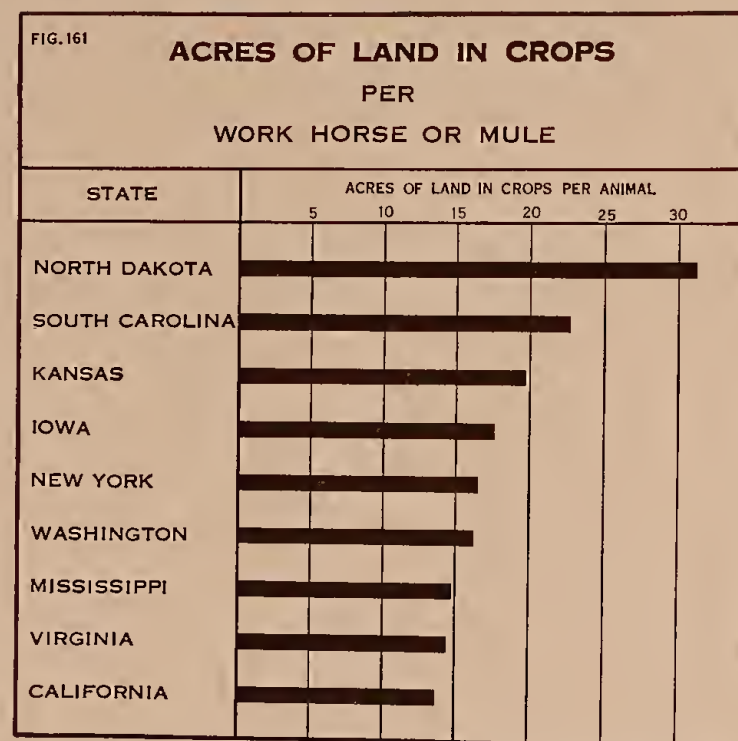 FIG. 161
ACRES OF LAND IN CROPS
PER
WORK HORSE OR MULE
STATE
ACRES OF LAND IN CROPS PER ANIMAL
5 10 15 20 25 30
NORTH DAKOTA
SOUTH CAROLINA
KANSAS
IOWA
NEW YORK
WASHINGTON
MISSISSIPPI
VIRGINIA
CALIFORNIA